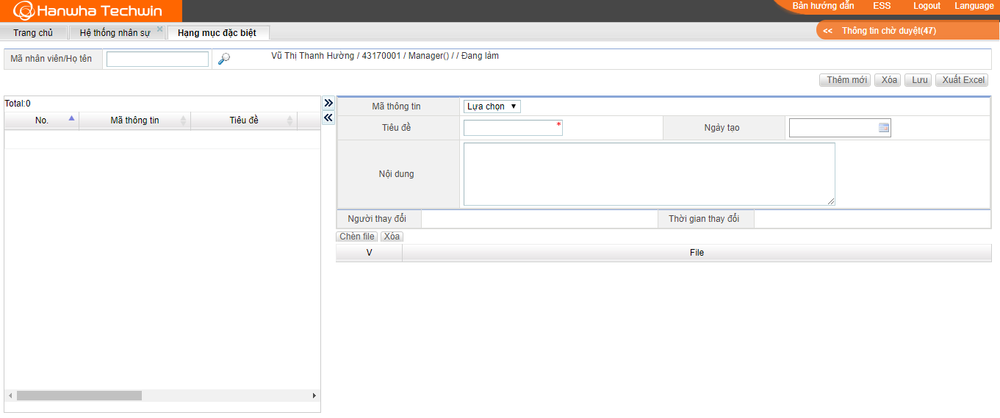 Hanwha Techwin
Bản hướng dẫn ESS Logout Language
Trang chủ Hệ thống nhân sự Hạng mục đặc biệt
<< Thông tin chờ duyệt(47)
Mã nhân viên/Họ tên Vũ Thị Thanh Hường / 43170001 / Manager() / / Đang làm
Thêm mới Xóa Lưu Xuất Excel
Total:0
No. Mã thông tin Tiêu đề
Mã thông tin Lựa chọn
Tiêu đề * Ngày tạo
Nội dung
Người thay đổi Thời gian thay đổi
Chèn file Xóa
V File